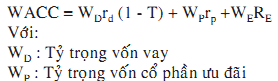 WACC = W_D r_d (1 - T) + W_P r_p + W_E R_E
Với:
W_D : Tỷ trọng vốn vay
W_P : Tỷ trọng vốn cổ phần ưu đãi